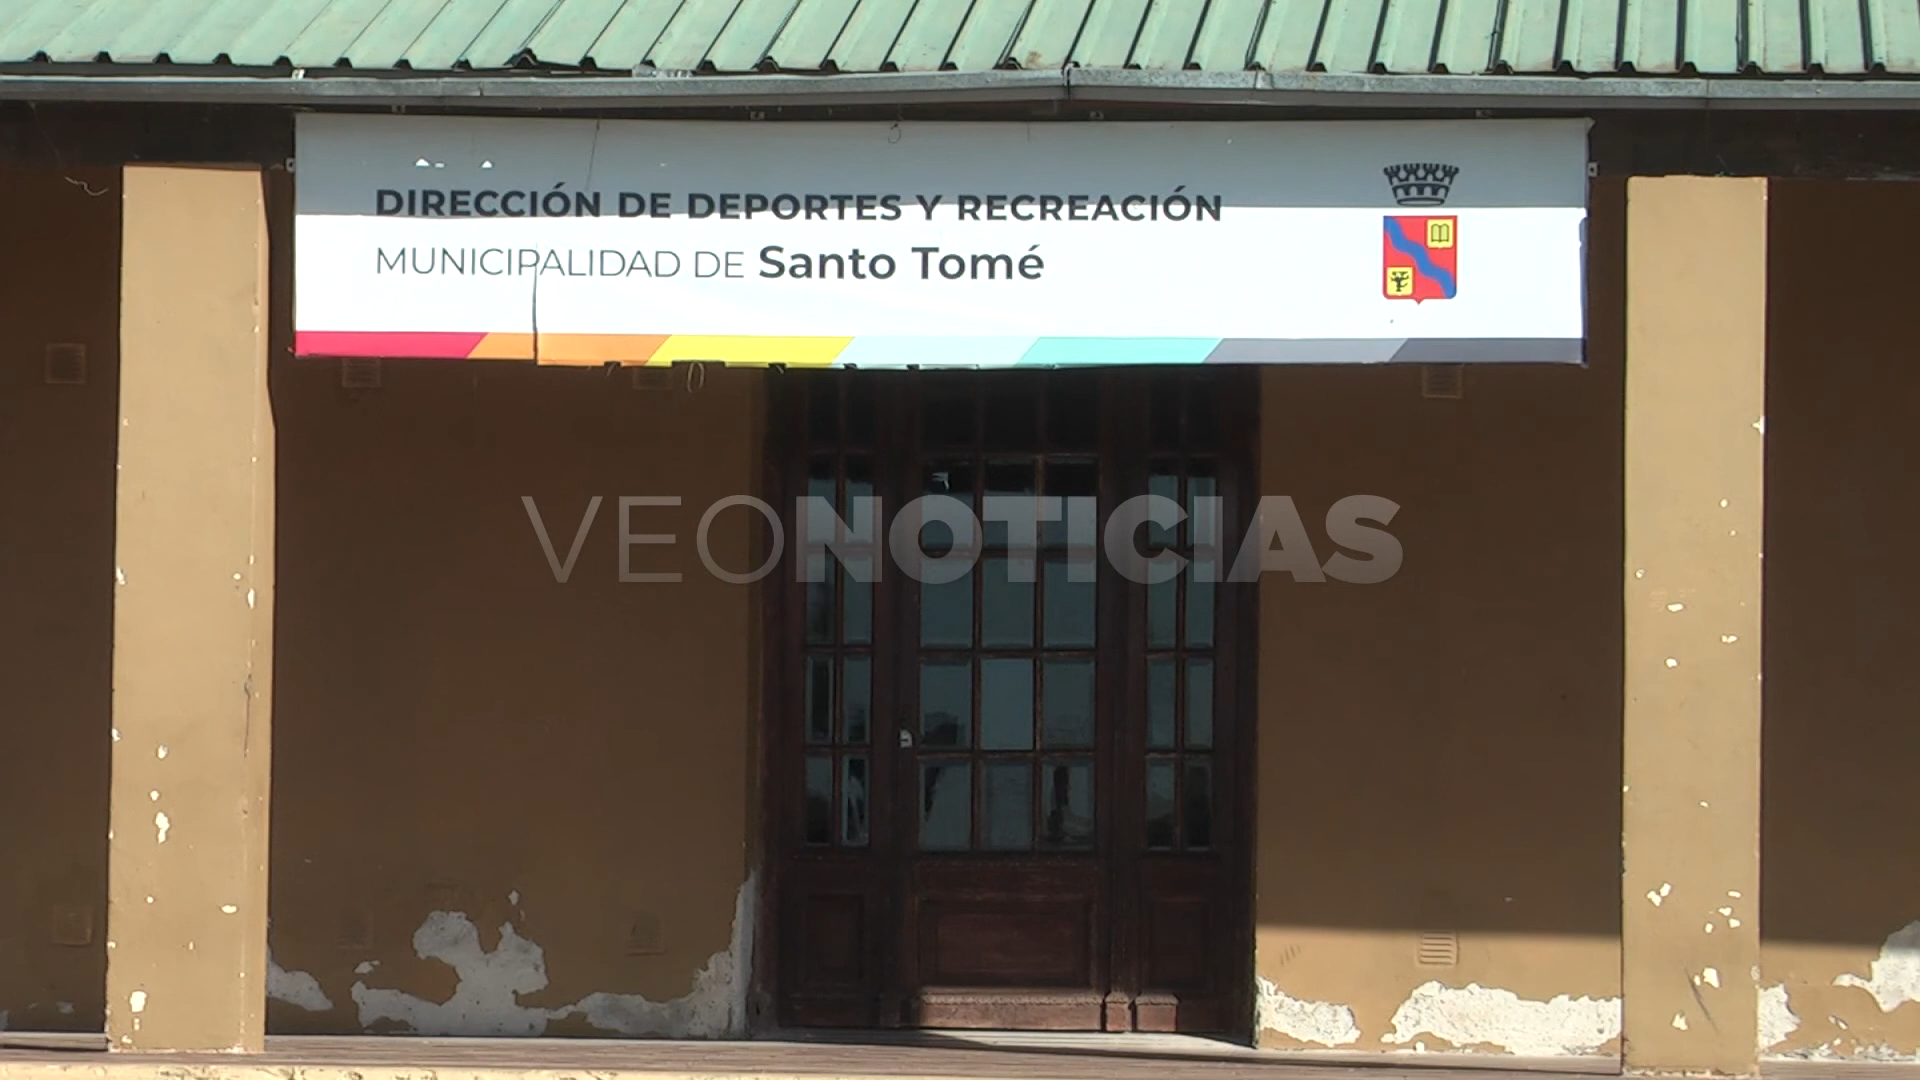 DIRECCIÓN DE DEPORTES Y RECREACIÓN
MUNICIPALIDAD DE Santo Tomé
VEONOTICIAS